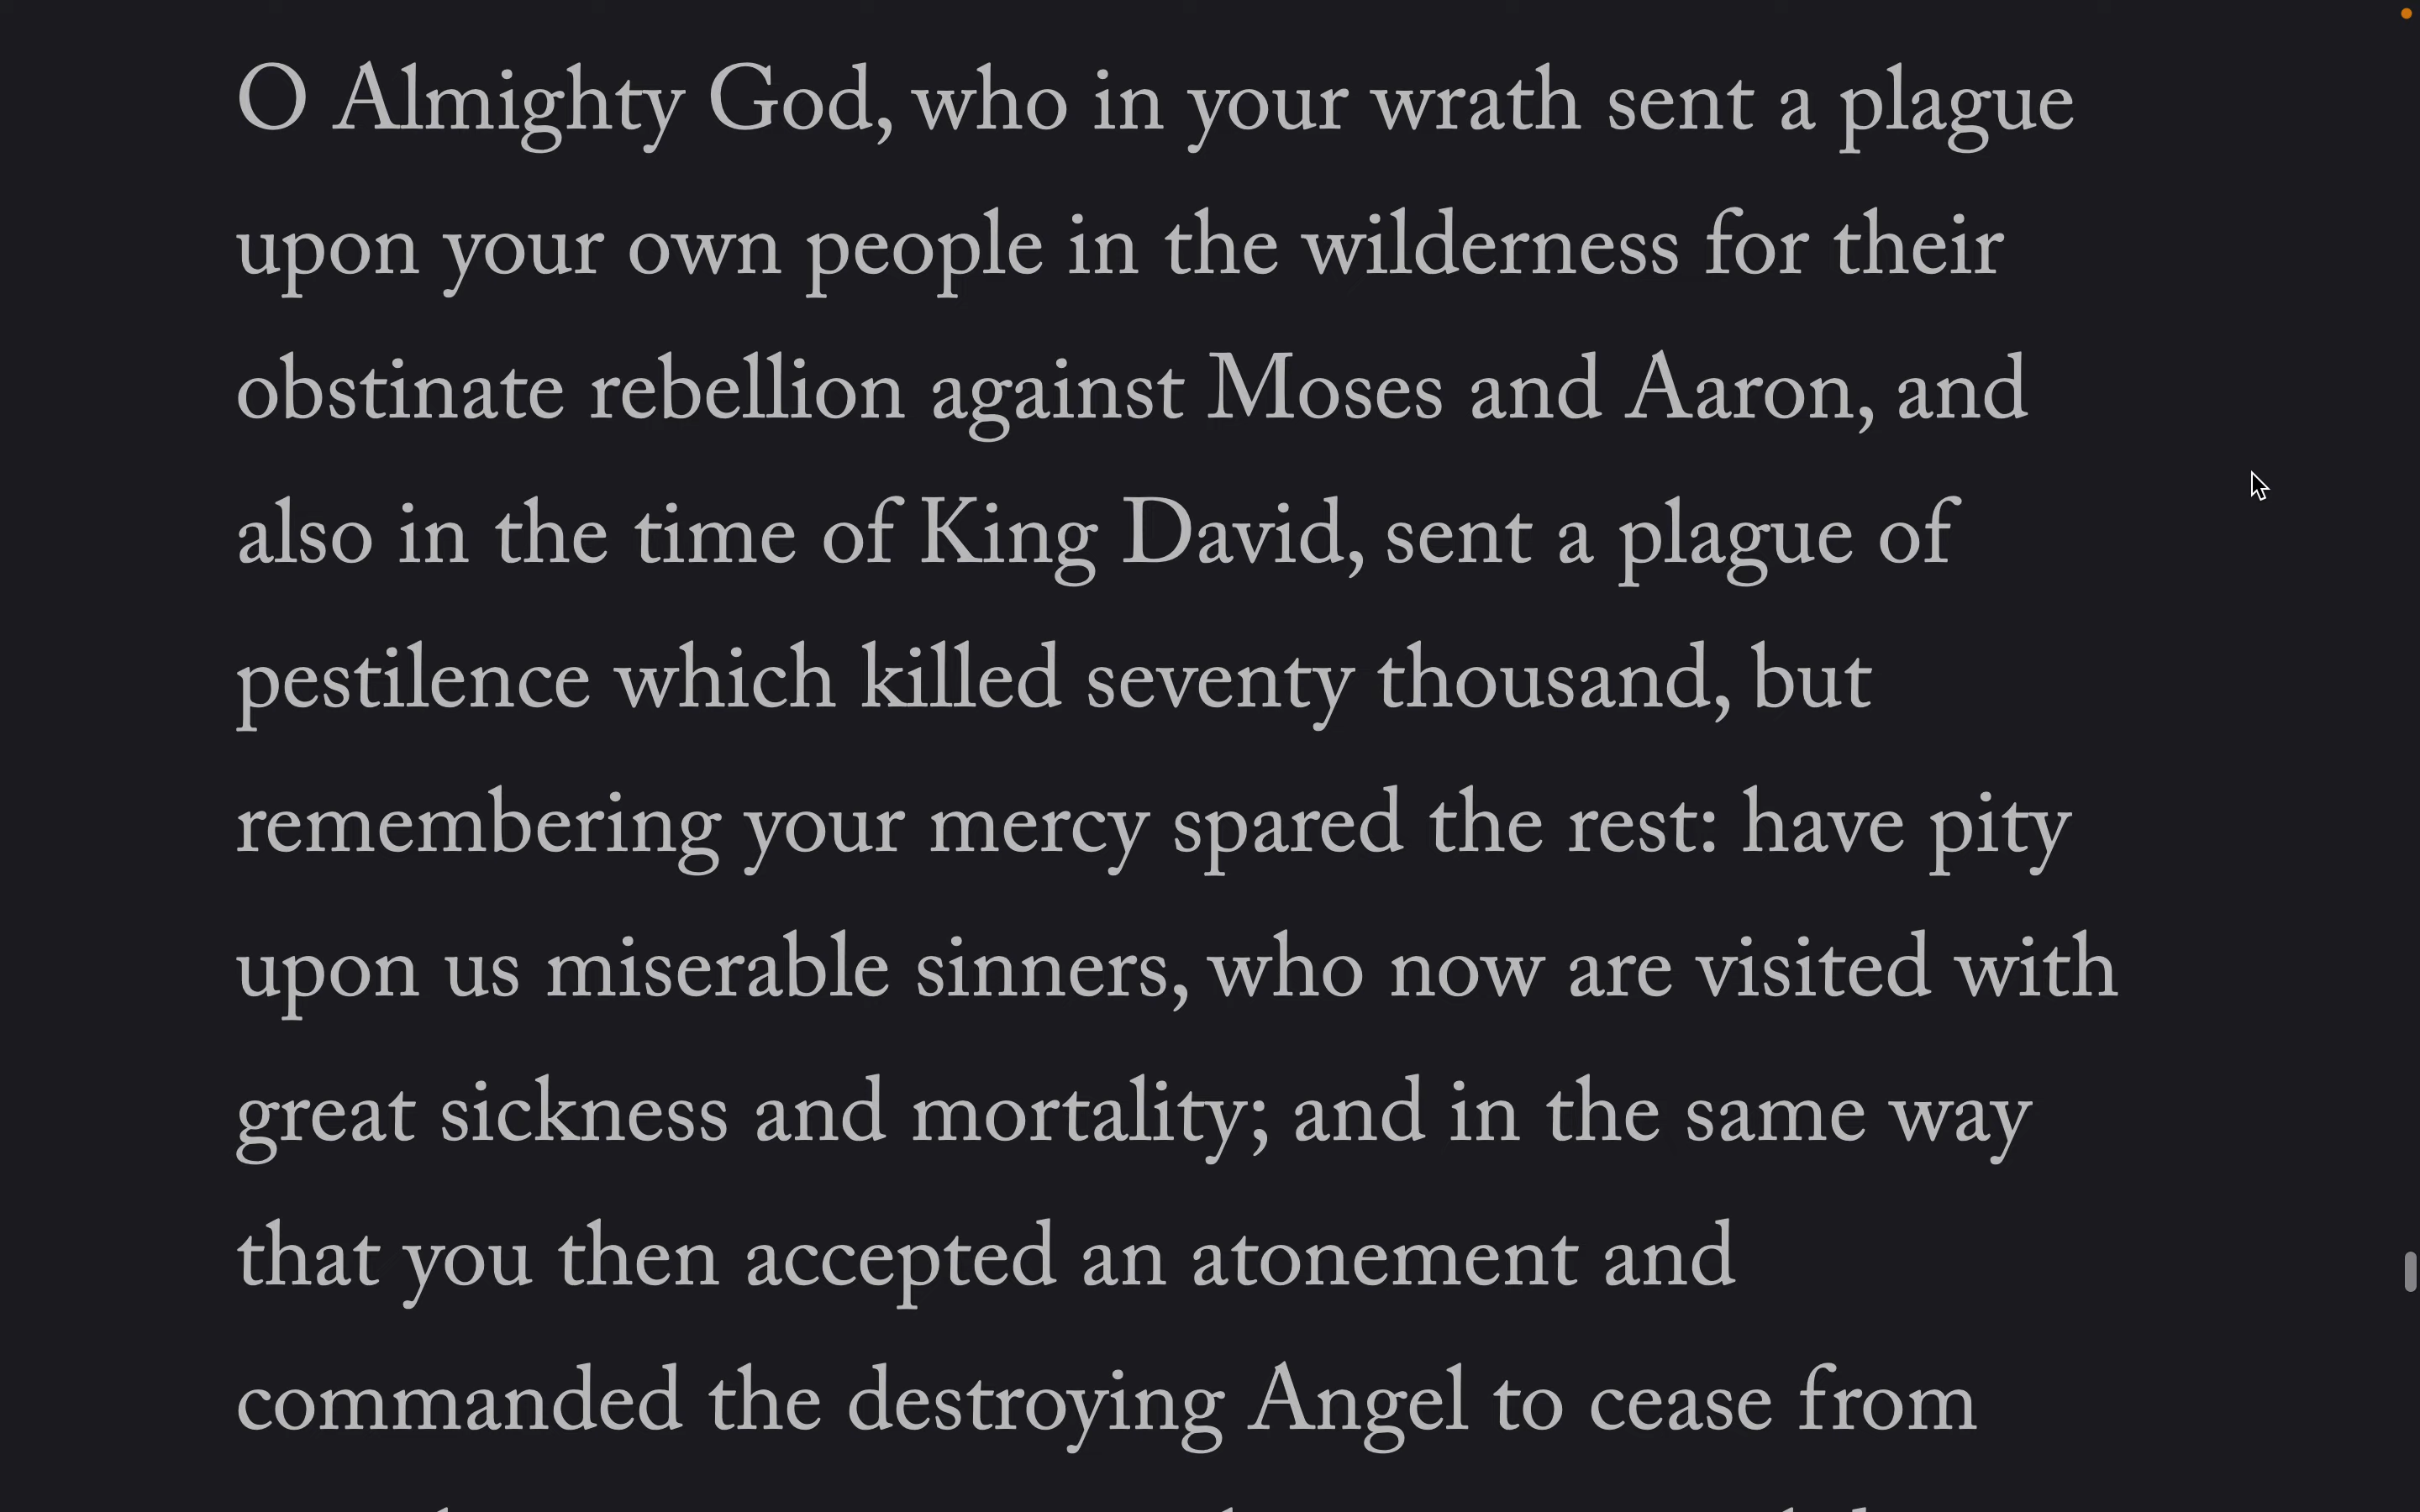 O Almighty God, who in your wrath sent a plague
upon your own people in the wilderness for their
obstinate rebellion against Moses and Aaron, and
also in the time of King David, sent a plague of
pestilence which killed seventy thousand, but
remembering your mercy spared the rest: have pity
upon us miserable sinners, who now are visited with
great sickness and mortality; and in the same way
that you then accepted an atonement and
commanded the destroying Angel to cease from